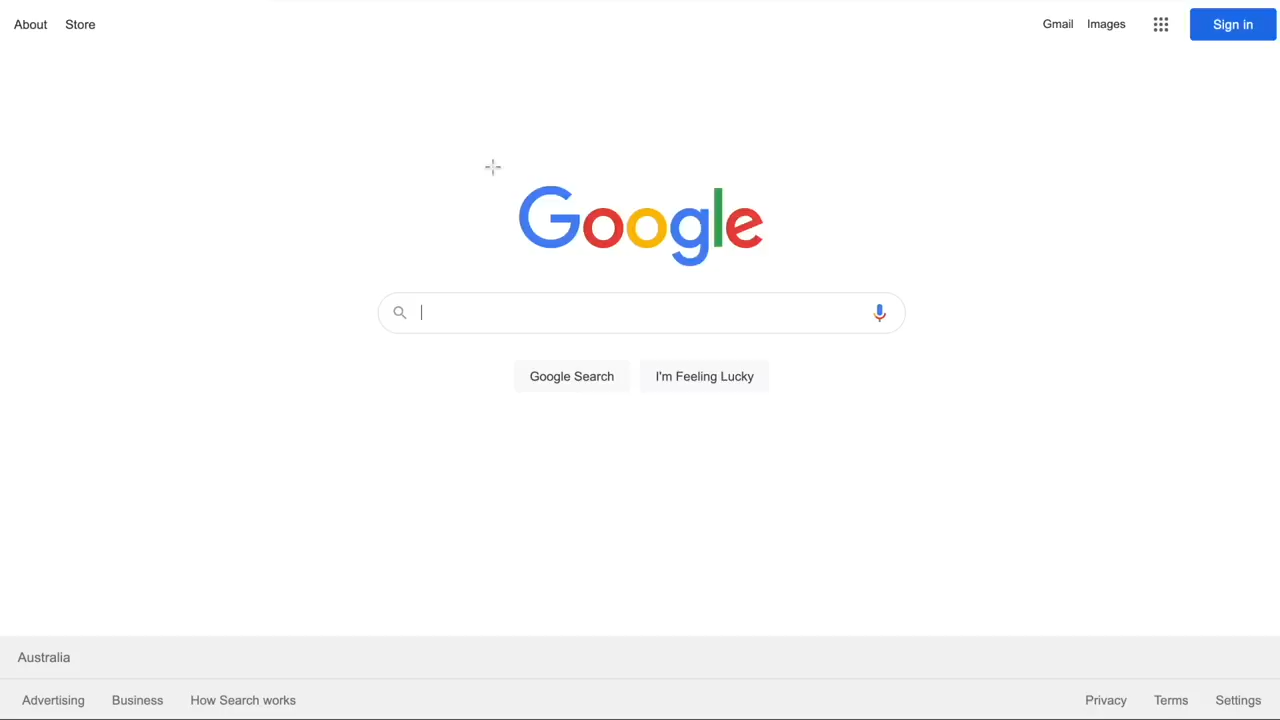 About Store Gmail Images Sign in
Google
Google Search I'm Feeling Lucky
Australia
Advertising Business How Search works Privacy Terms Settings